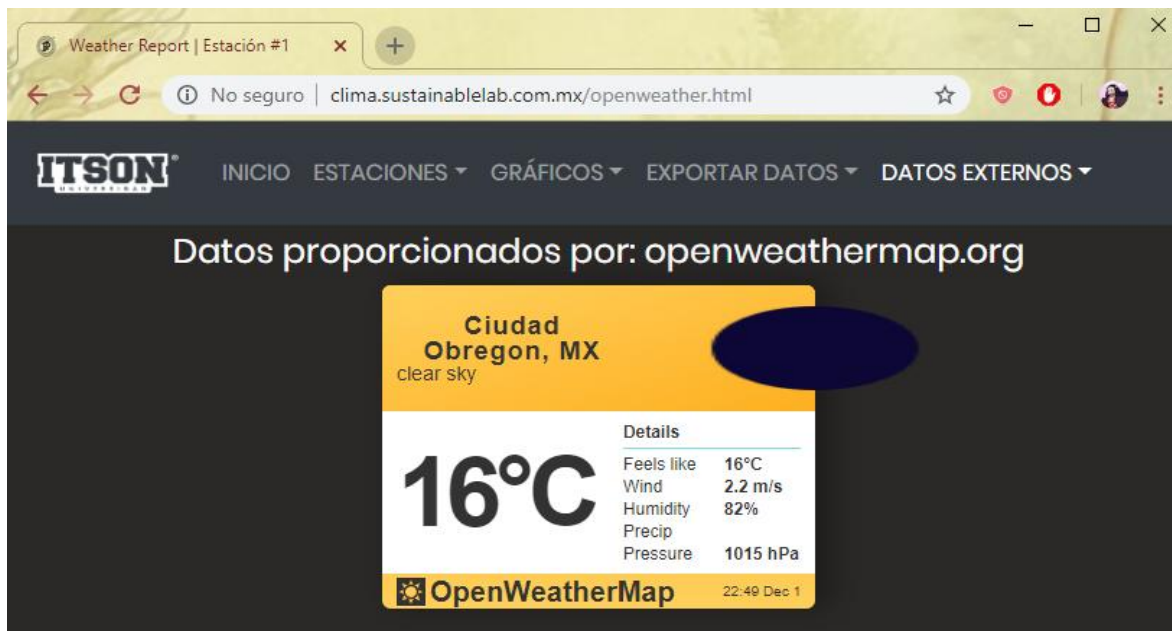 Weather Report | Estación #1
No seguro | clima.sustainablelab.com.mx/openweather.html
ITSON
UNIVERSIDAD
INICIO ESTACIONES GRÁFICOS EXPORTAR DATOS DATOS EXTERNOS
Datos proporcionados por: openweathermap.org
Ciudad
Obregon, MX
clear sky
16°C
Details
Feels like 16°C
Wind 2.2 m/s
Humidity 82%
Precip
Pressure 1015 hPa
OpenWeatherMap 22:49 Dec 1